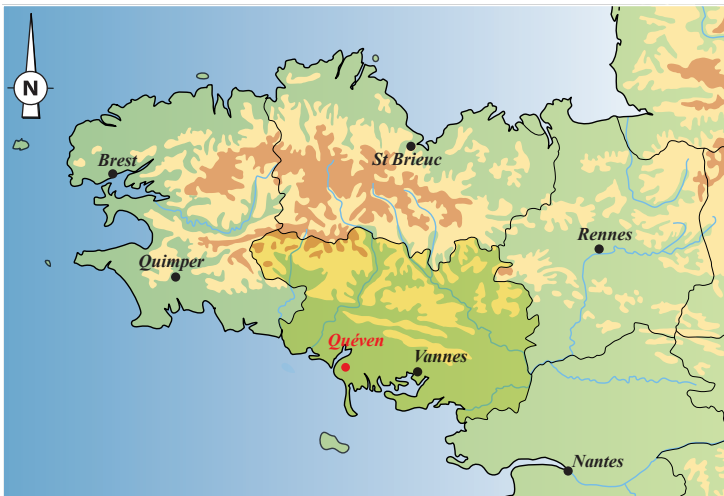 N
St Brieuc
Brest
Rennes
Quimper
Quéven
Vannes
Nantes